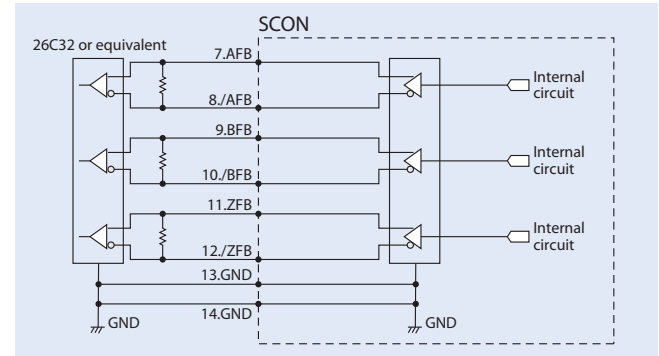 SCON
26C32 or equivalent
7.AFB
Internal
circuit
8./AFB
9.BFB
Internal
circuit
10./BFB
11.ZFB
Internal
circuit
12./ZFB
13.GND
14.GND
GND
GND